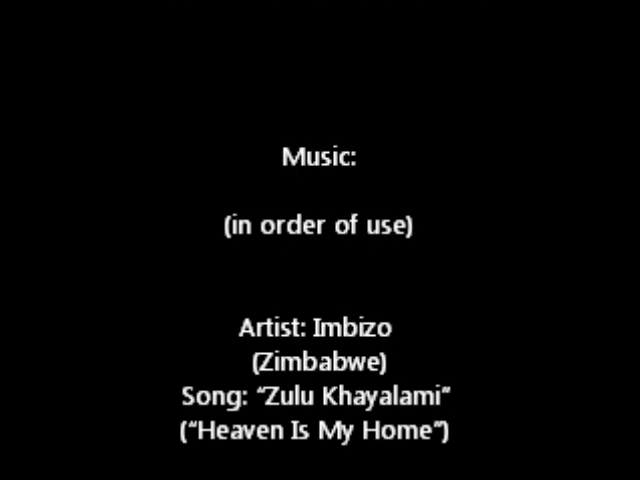 Music:
(in order of use)
Artist: Imbizo
(Zimbabwe)
Song: “Zulu Khayalami”
(“Heaven Is My Home”)